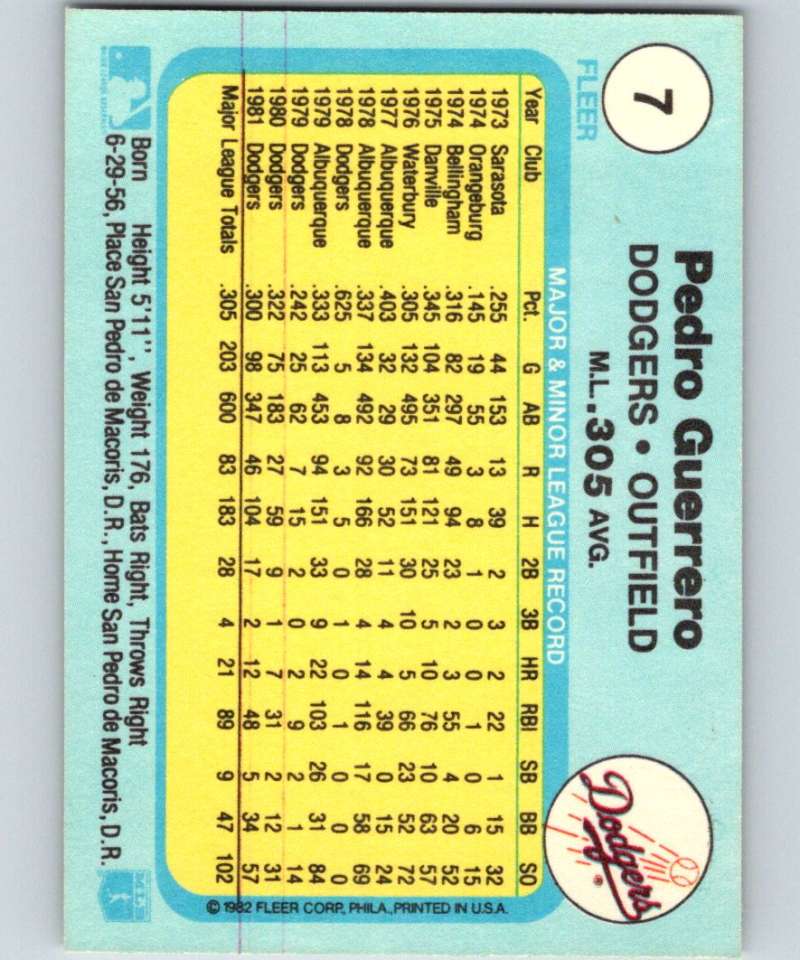 7
FLEER
Pedro Guerrero
DODGERS • OUTFIELD
M.L. .305 AVG.
Dodgers
®
MAJOR & MINOR LEAGUE RECORD
Year Club Pct. G AB R H 2B 3B HR RBI SB BB SO
1973 Sarasota .255 44 153 13 39 2 3 2 22 1 15 32
1974 Orangeburg .145 19 55 3 8 1 0 0 1 0 6 15
1974 Bellingham .316 82 297 49 94 23 2 3 55 4 20 52
1975 Danville .345 104 351 81 121 25 5 10 76 10 63 57
1976 Waterbury .305 132 495 73 151 30 10 5 66 23 52 72
1977 Albuquerque .403 32 29 30 52 11 4 4 39 0 15 24
1978 Albuquerque .337 134 492 92 166 28 4 14 116 17 58 69
1978 Dodgers .625 5 8 3 5 0 1 0 1 0 0 0
1979 Albuquerque .333 113 453 94 151 33 9 22 103 26 31 84
1979 Dodgers .242 25 62 7 15 2 0 2 9 2 1 14
1980 Dodgers .322 75 183 27 59 9 1 7 31 2 12 31
1981 Dodgers .300 98 347 46 104 17 2 12 48 5 34 57
Major League Totals .305 203 600 83 183 28 4 21 89 9 47 102
© 1982 FLEER CORP., PHILA., PRINTED IN U.S.A.
Born Height 5'11'', Weight 176, Bats Right, Throws Right
6-29-56, Place San Pedro de Macoris, D.R., Home San Pedro de Macoris, D.R.